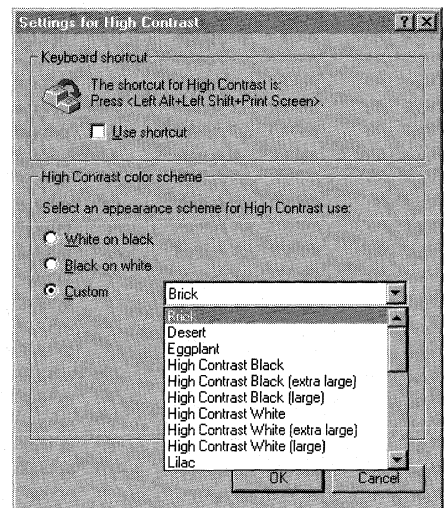 Settings for High Contrast
Keyboard shortcut
The shortcut for High Contrast is:
Press <Left Alt+Left Shift+Print Screen>.
Use shortcut
High Contrast color scheme
Select an appearance scheme for High Contrast use:
White on black
Black on white
Custom
Brick
Brick
Desert
Eggplant
High Contrast Black
High Contrast Black (extra large)
High Contrast Black (large)
High Contrast White
High Contrast White (extra large)
High Contrast White (large)
Lilac
OK
Cancel